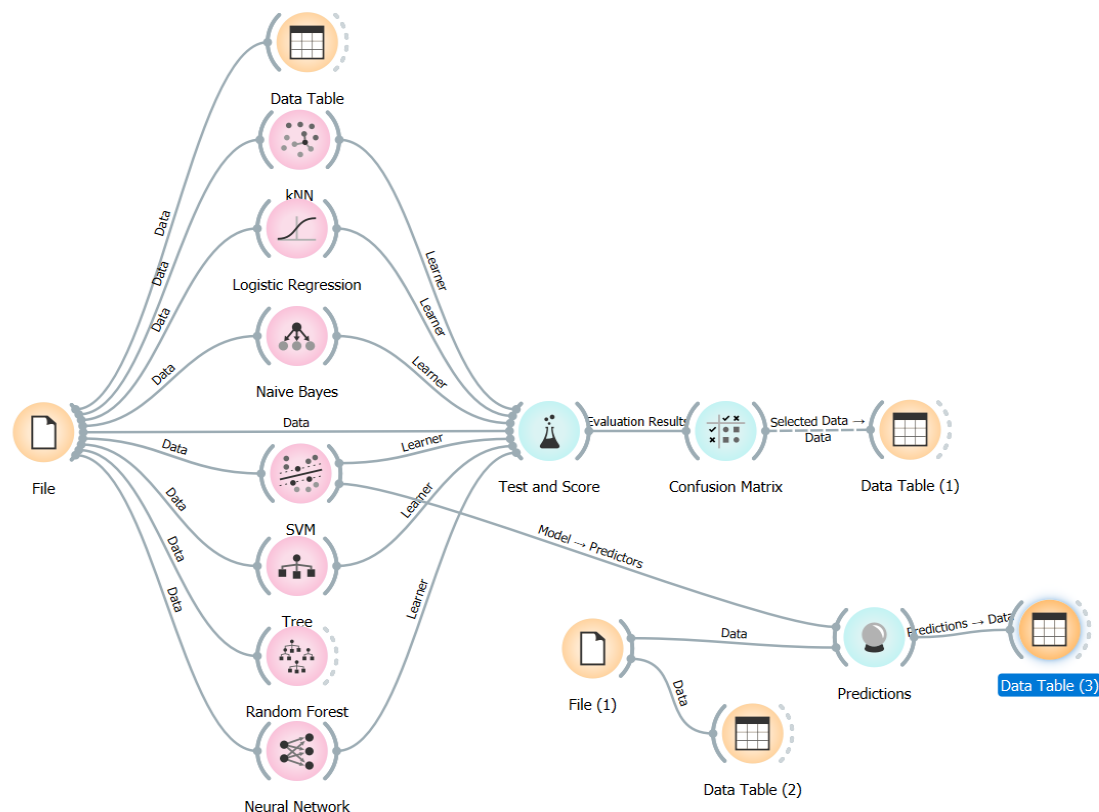 Data Table
kNN
Logistic Regression
Naive Bayes
SVM
Tree
Random Forest
Neural Network
File
Data
Data
Data
Data
Data
Data
Data
Data
Data
Learner
Learner
Learner
Learner
Learner
Learner
Test and Score
Evaluation Results
Confusion Matrix
Selected Data →
Data
Data Table (1)
Model → Predictors
File (1)
Data
Data
Data Table (2)
Predictions
Predictions → Data
Data Table (3)